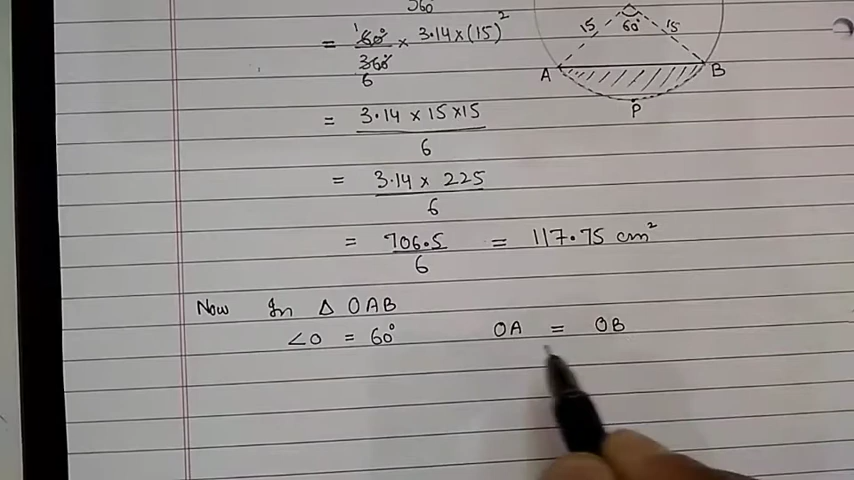 360
= 1 60° / 360° 6 × 3.14 × (15)²
= 3.14 × 15 × 15 / 6
= 3.14 × 225 / 6
= 706.5 / 6 = 117.75 cm²
Now In Δ OAB
∠O = 60° OA = OB
15 60° 15
A B
P